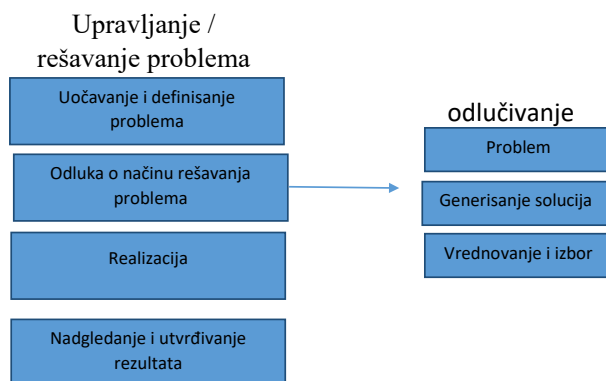 Upravljanje /
rešavanje problema
Uočavanje i definisanje
problema
Odluka o načinu rešavanja
problema
Realizacija
Nadgledanje i utvrđivanje
rezultata
odlučivanje
Problem
Generisanje solucija
Vrednovanje i izbor